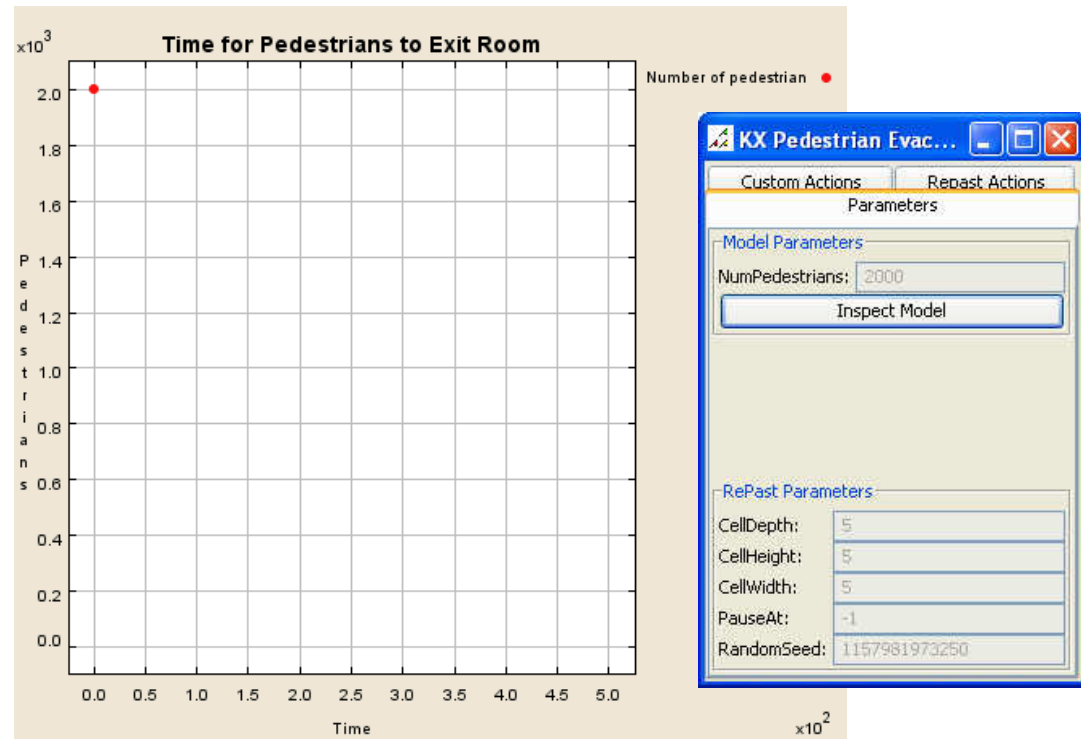 ×10³
Time for Pedestrians to Exit Room
Number of pedestrian
2.0
1.8
1.6
1.4
1.2
1.0
0.8
0.6
0.4
0.2
0.0
Pedestrians
0.0 0.5 1.0 1.5 2.0 2.5 3.0 3.5 4.0 4.5 5.0
Time
×10²
KX Pedestrian Evac...
Custom Actions Repast Actions
Parameters
Model Parameters
NumPedestrians: 2000
Inspect Model
RePast Parameters
CellDepth: 5
CellHeight: 5
CellWidth: 5
PauseAt: -1
RandomSeed: 1157981973250